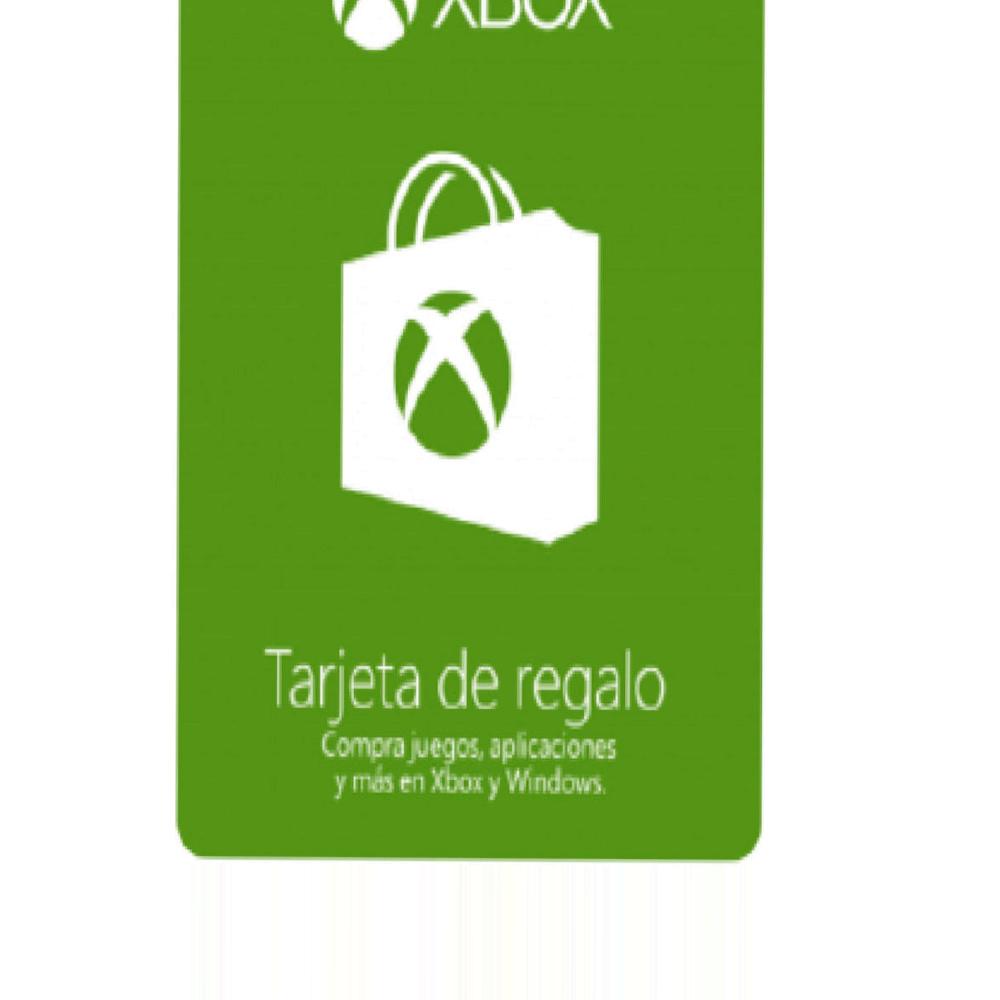 XBOX
Tarjeta de regalo
Compra juegos, aplicaciones
y más en Xbox y Windows.